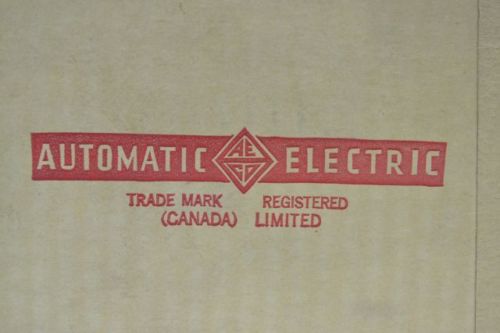 AUTOMATIC ELECTRIC
TRADE MARK REGISTERED
(CANADA) LIMITED